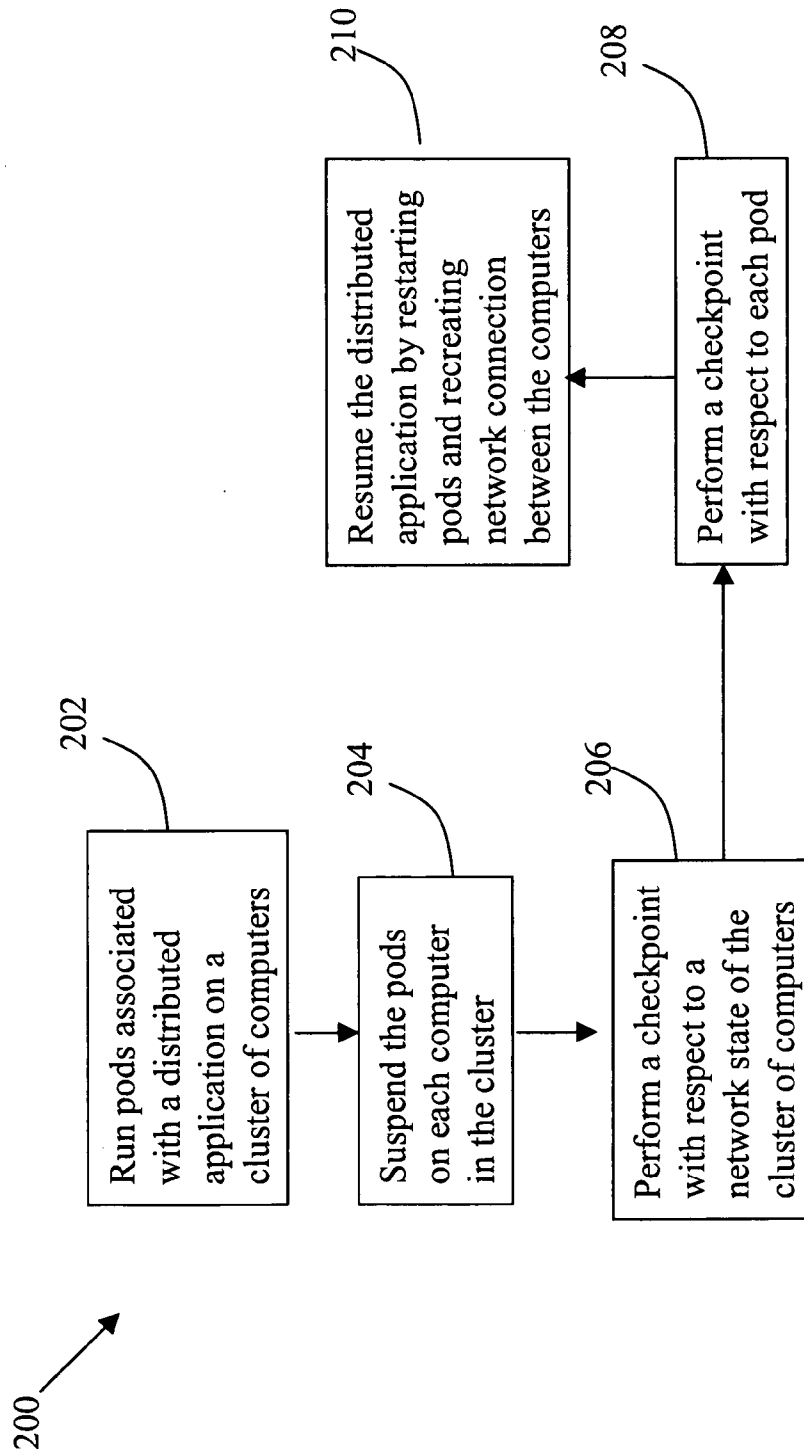 200
202
Run pods associated
with a distributed
application on a
cluster of computers
204
Suspend the pods
on each computer
in the cluster
206
Perform a checkpoint
with respect to a
network state of the
cluster of computers
208
Perform a checkpoint
with respect to each pod
210
Resume the distributed
application by restarting
pods and recreating
network connection
between the computers